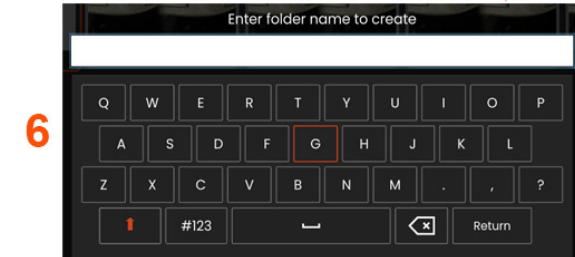 Enter folder name to create
6
Q W E R T Y U I O P
A S D F G H J K L
Z X C V B N M . , ?
#123 Return